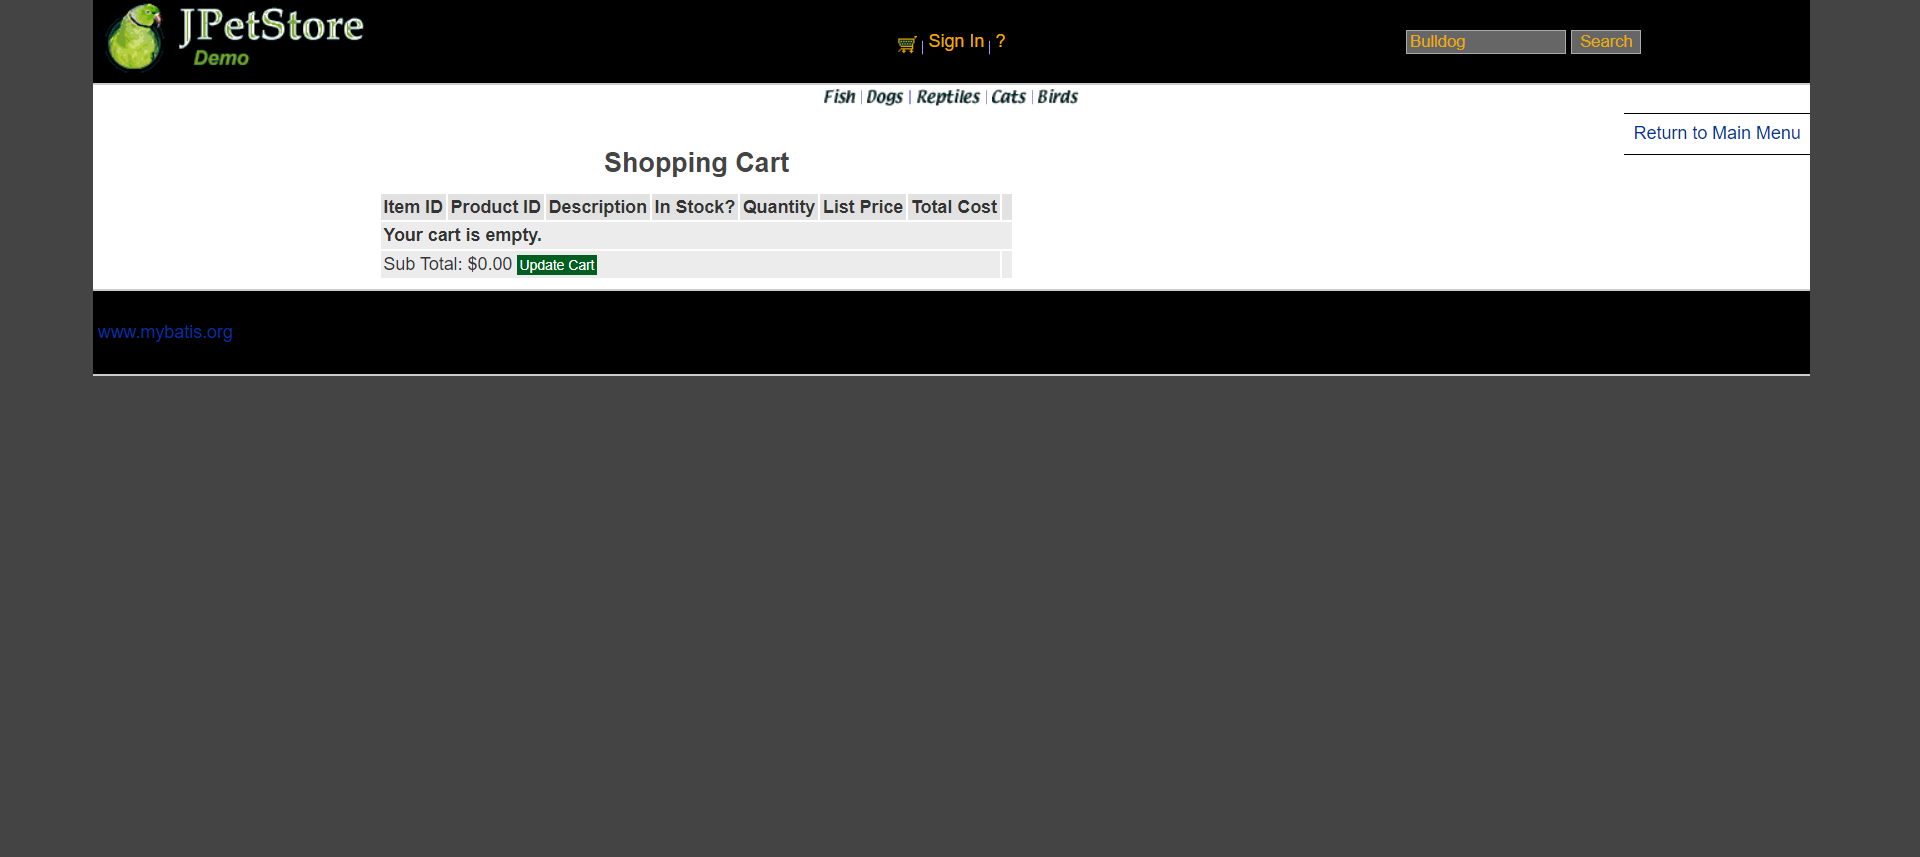 JPetStore
Demo
Sign In ?
Bulldog Search
Fish Dogs Reptiles Cats Birds
Return to Main Menu
Shopping Cart
Item ID Product ID Description In Stock? Quantity List Price Total Cost
Your cart is empty.
Sub Total: $0.00 Update Cart
www.mybatis.org